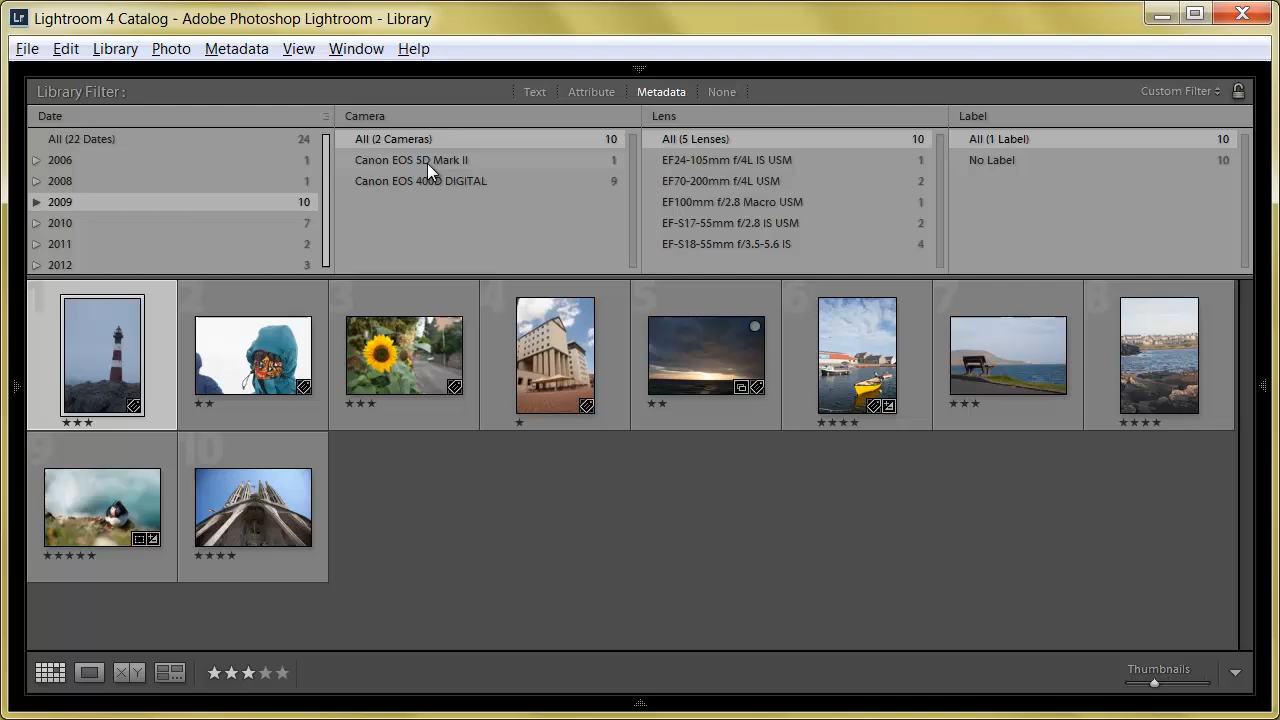 Lr Lightroom 4 Catalog - Adobe Photoshop Lightroom - Library
File Edit Library Photo Metadata View Window Help
Library Filter : Text Attribute Metadata None Custom Filter
Date Camera Lens Label
All (22 Dates) 24 All (2 Cameras) 10 All (5 Lenses) 10 All (1 Label) 10
2006 1 Canon EOS 5D Mark II 1 EF24-105mm f/4L IS USM 1 No Label 10
2008 1 Canon EOS 400D DIGITAL 9 EF70-200mm f/4L USM 2
2009 10 EF100mm f/2.8 Macro USM 1
2010 7 EF-S17-55mm f/2.8 IS USM 2
2011 2 EF-S18-55mm f/3.5-5.6 IS 4
2012 3
1 2 3 4 5 6 7 8
9 10
X Y Thumbnails